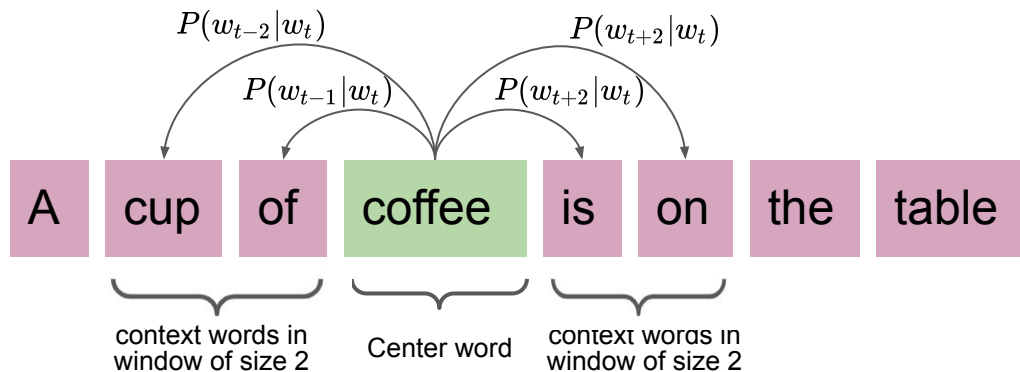 P(w_{t-2}|w_t) P(w_{t+2}|w_t)
P(w_{t-1}|w_t) P(w_{t+2}|w_t)
A cup of coffee is on the table
context words in
window of size 2
Center word
context words in
window of size 2